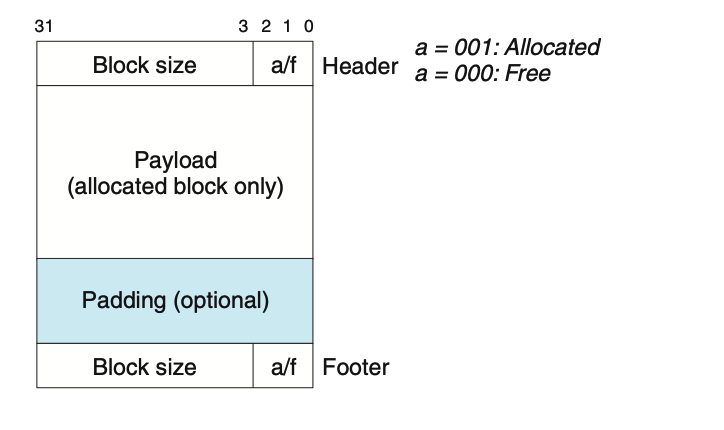 31 3 2 1 0
Block size a/f Header
a = 001: Allocated
a = 000: Free
Payload
(allocated block only)
Padding (optional)
Block size a/f Footer